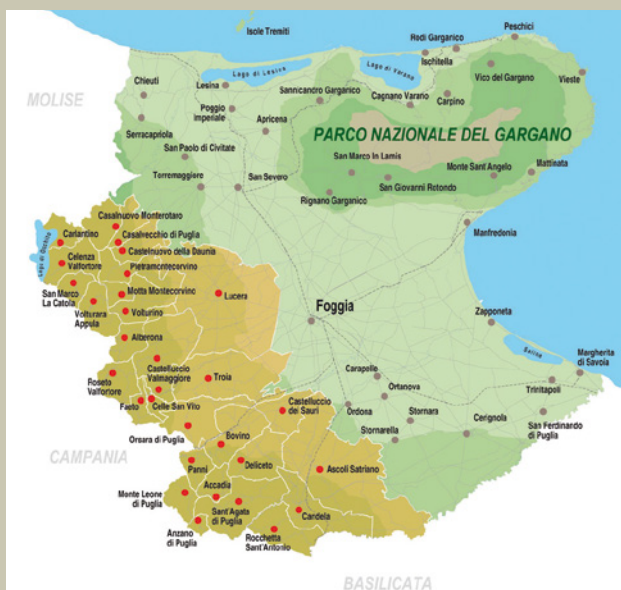 Isole Tremiti
Peschici
Rodi Garganico
Ischitella
Lago di Lesina
Lago di Varano
Vico del Gargano
Vieste
Chieuti
Lesina
Sannicandro Garganico
Cagnano Varano
Carpino
MOLISE
Poggio
Imperiale
Apricena
Serracapriola
PARCO NAZIONALE DEL GARGANO
San Paolo di Civitate
San Marco In Lamis
Monte Sant'Angelo
Mattinata
Torremaggiore
San Severo
San Giovanni Rotondo
Rignano Garganico
Casalnuovo Monterotaro
Manfredonia
Carlantino
Casalvecchio di Puglia
Castelnuovo della Daunia
Lago di Occhito
Celenza
Valfortore
Pietramontecorvino
San Marco
La Catola
Motta Montecorvino
Lucera
Volturara
Appula
Volturino
Foggia
Zapponeta
Alberona
Saline
Margherita
di Savoia
Castelluccio
Valmaggiore
Roseto
Valfortore
Troia
Carapelle
Ortanova
Trinitapoli
Faeto
Celle San Vito
Castelluccio
dei Sauri
Ordona
Stornara
Cerignola
San Ferdinando
di Puglia
Stornarella
Orsara di Puglia
Bovino
CAMPANIA
Panni
Deliceto
Ascoli Satriano
Accadia
Monte Leone
di Puglia
Sant'Agata
di Puglia
Candela
Anzano
di Puglia
Rocchetta
Sant'Antonio
BASILICATA